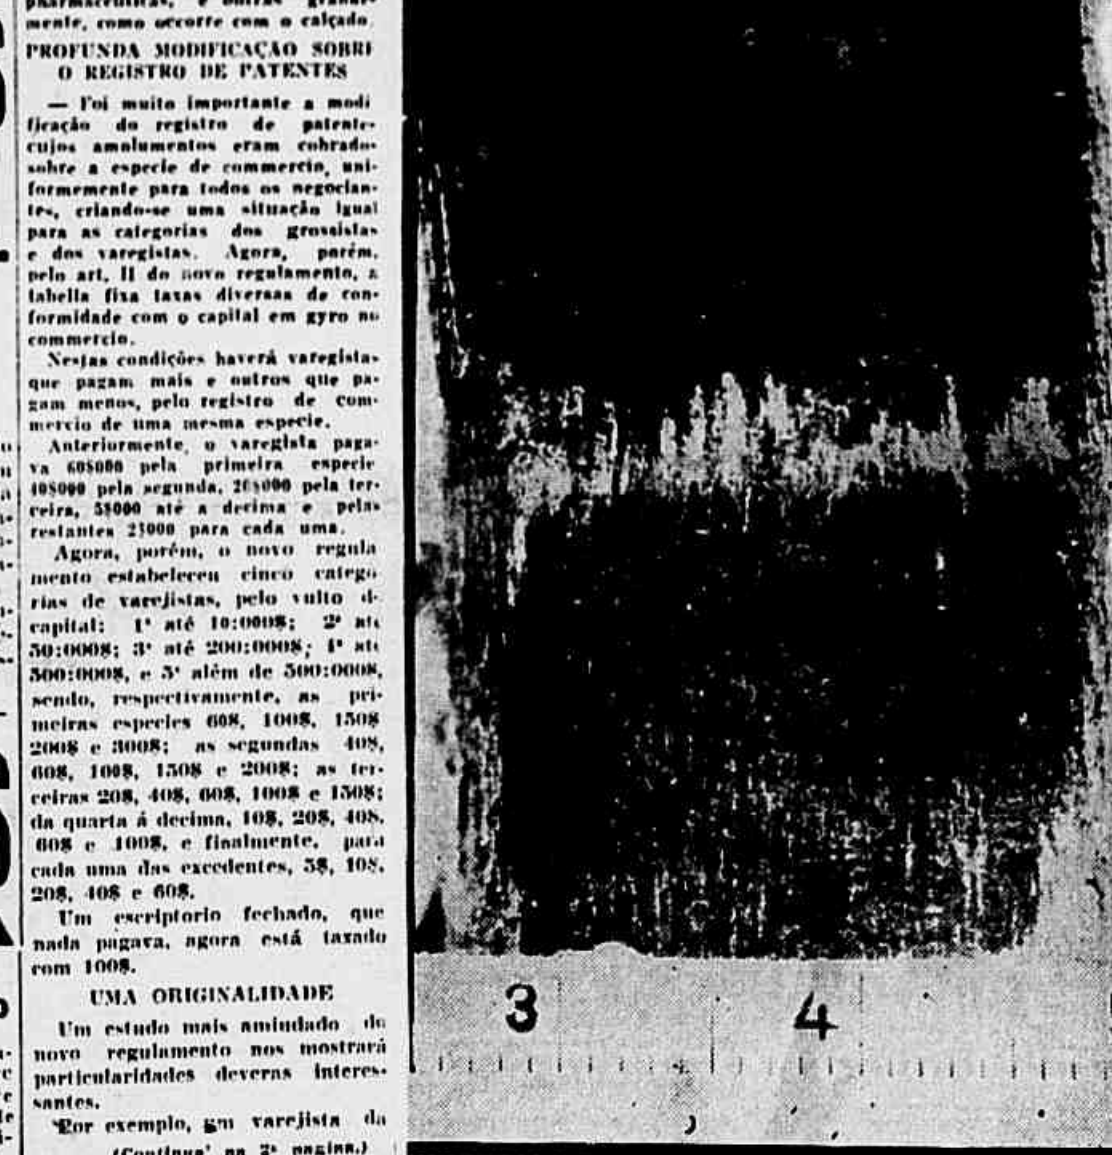 mente, como occorre com o calçado
PROFUNDA MODIFICAÇÃO SOBRE
O REGISTRO DE PATENTES
— Foi muito importante a modi
ficação do registro de patente-
cujos amolumentos eram cobrado-
sobre a especie de commercio, uni-
formemente para todos os negocian-
tes, criando-se uma situação igual
para as categorias dos grossistas
e dos varegistas. Agora, porém,
pelo art. 11 do novo regulamento, a
tabella fixa taxas diversas de con-
formidade com o capital em gyro no
commercio.
Nestas condições haverá varegistas
que pagam mais e outros que pa-
gam menos, pelo registro de com-
mercio de uma mesma especie.
Anteriormente, o varegista paga-
va 60$000 pela primeira especie
40$000 pela segunda, 20$000 pela ter-
ceira, 5$000 até a decima e pelas
restantes 2$000 para cada uma.
Agora, porém, o novo regula
mento estabeleceu cinco catego
rias de varejistas, pelo vulto d-
capital: 1ª até 10:000$; 2ª até
50:000$; 3ª até 200:000$; 4ª até
500:000$, e 5ª além de 500:000$,
sendo, respectivamente, as pri-
meiras especies 60$, 100$, 150$
200$ e 300$; as segundas 40$,
60$, 100$, 150$ e 200$; as ter-
ceiras 20$, 40$, 60$, 100$ e 150$;
da quarta á decima, 10$, 20$, 40$,
60$ e 100$, e finalmente, para
cada uma das excedentes, 5$, 10$,
20$, 40$ e 60$.
Um escriptorio fechado, que
nada pagava, agora está taxado
com 100$.
UMA ORIGINALIDADE
Um estudo mais amiudado do
novo regulamento nos mostrará
particularidades deveras interes-
santes.
Por exemplo, um varejista da
(Continua' na 2ª pagina.)
3 4